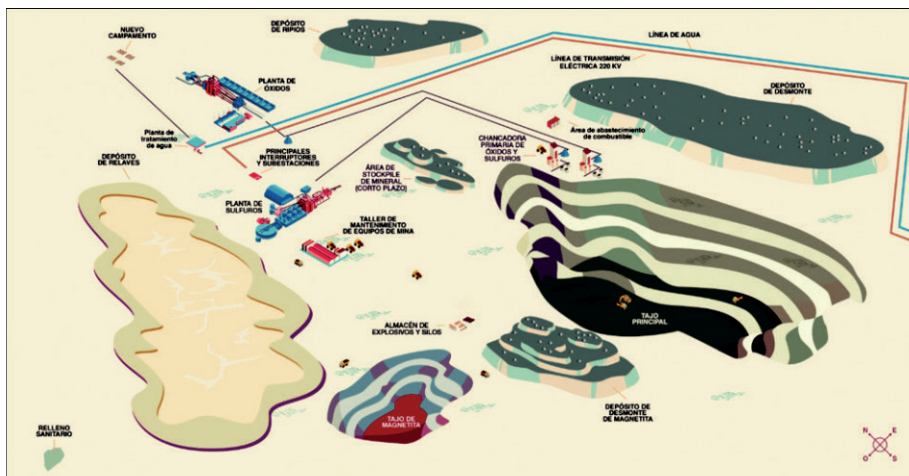 NUEVO
CAMPAMENTO
DEPÓSITO
DE RIPIOS
LÍNEA DE AGUA
LÍNEA DE TRANSMISIÓN
ELÉCTRICA 220 KV
PLANTA DE
ÓXIDOS
DEPÓSITO
DE DESMONTE
Planta de
tratamiento
de agua
PRINCIPALES
INTERRUPTORES
Y SUBESTACIONES
CHANCADORA
PRIMARIA DE
ÓXIDOS Y
SULFUROS
Área de abastecimiento
de combustible
DEPÓSITO
DE RELAVES
ÁREA DE
STOCKPILE
DE MINERAL
(CORTO PLAZO)
PLANTA DE
SULFUROS
TALLER DE
MANTENIMIENTO
DE EQUIPOS DE MINA
ALMACÉN DE
EXPLOSIVOS Y SILOS
TAJO
PRINCIPAL
TAJO DE
MAGNETITA
DEPÓSITO DE
DESMONTE
DE MAGNETITA
RELLENO
SANITARIO
N E
O S